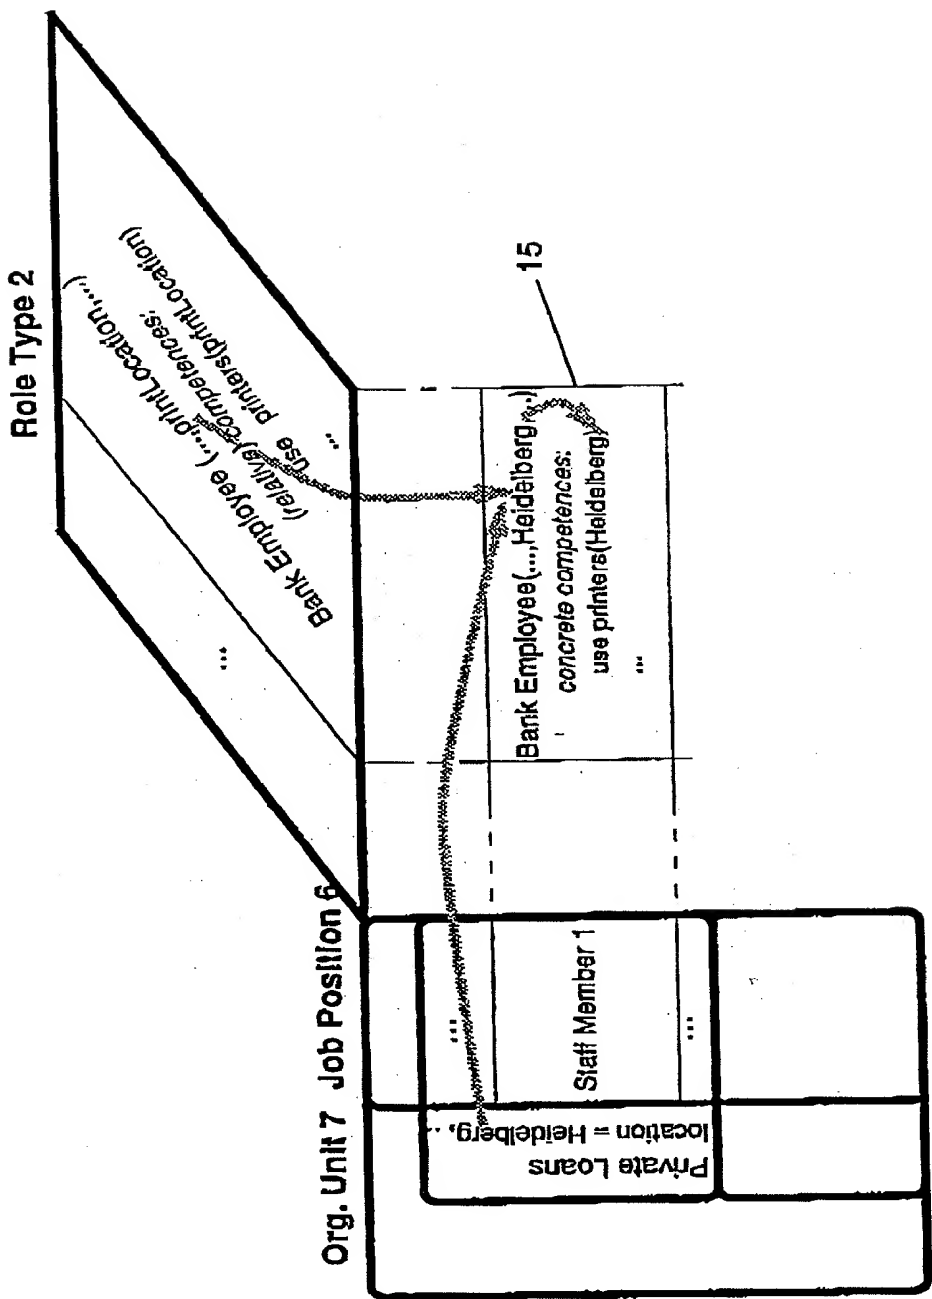 Role Type 2
Bank Employee (...,printLocation,...)
(relative) competences:
use printers(printLocation)
...
...
Org. Unit 7 Job Position 6
Private Loans
location = Heidelberg, ...
...
Staff Member 1
...
Bank Employee(...,Heidelberg,..)
concrete competences:
use printers(Heidelberg)
...
15